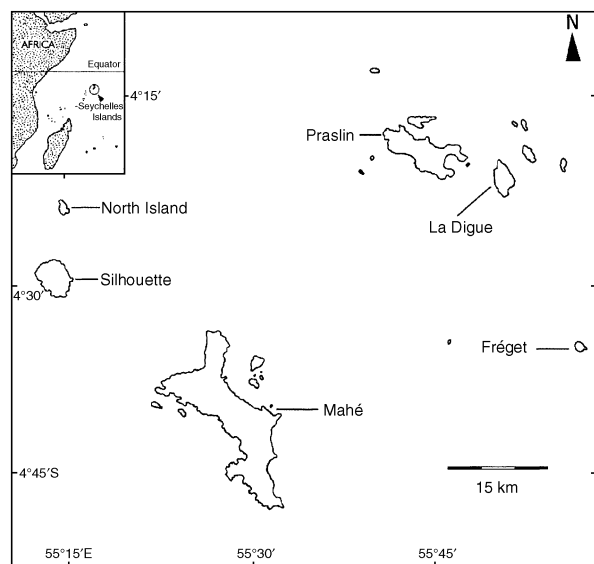 AFRICA
Equator
Seychelles
Islands
N
4°15′
Praslin
La Digue
North Island
Silhouette
4°30′
Fréget
Mahé
4°45′S
15 km
55°15′E
55°30′
55°45′